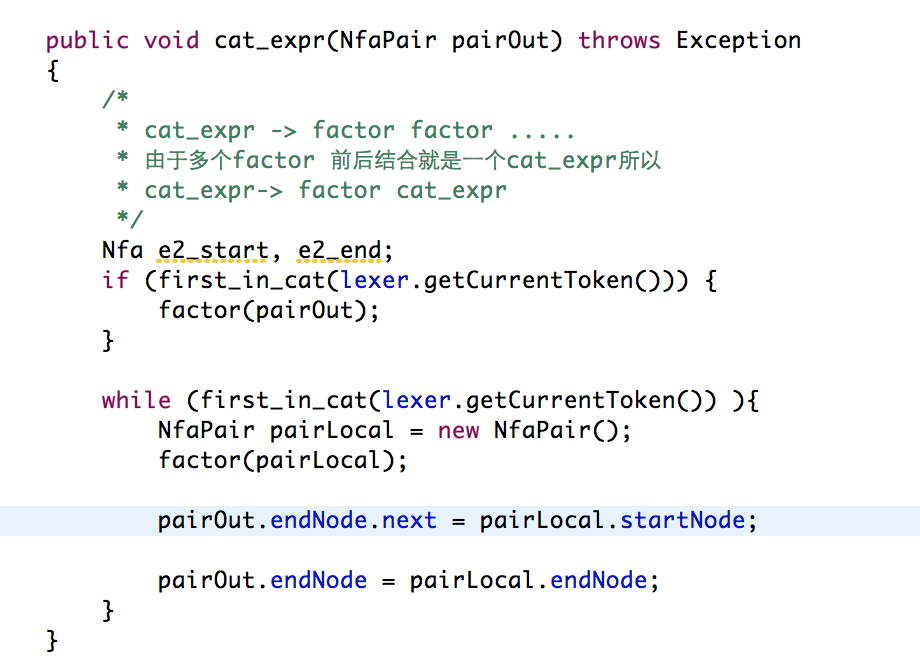 public void cat_expr(NfaPair pairOut) throws Exception
{
/*
* cat_expr -> factor factor .....
* 由于多个factor 前后结合就是一个cat_expr所以
* cat_expr-> factor cat_expr
*/
Nfa e2_start, e2_end;
if (first_in_cat(lexer.getCurrentToken())) {
factor(pairOut);
}
while (first_in_cat(lexer.getCurrentToken()) ){
NfaPair pairLocal = new NfaPair();
factor(pairLocal);
pairOut.endNode.next = pairLocal.startNode;
pairOut.endNode = pairLocal.endNode;
}
}